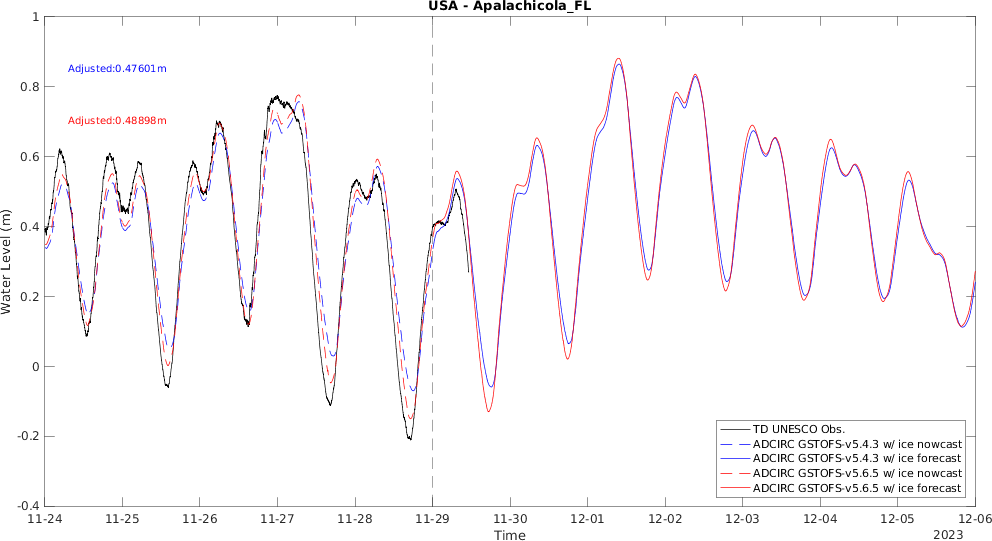 USA - Apalachicola_FL
1
0.8
0.6
0.4
0.2
0
-0.2
-0.4
Water Level (m)
Adjusted:0.47601m
Adjusted:0.48898m
TD UNESCO Obs.
ADCIRC GSTOFS-v5.4.3 w/ ice nowcast
ADCIRC GSTOFS-v5.4.3 w/ ice forecast
ADCIRC GSTOFS-v5.6.5 w/ ice nowcast
ADCIRC GSTOFS-v5.6.5 w/ ice forecast
11-24 11-25 11-26 11-27 11-28 11-29 11-30 12-01 12-02 12-03 12-04 12-05 12-06
Time
2023